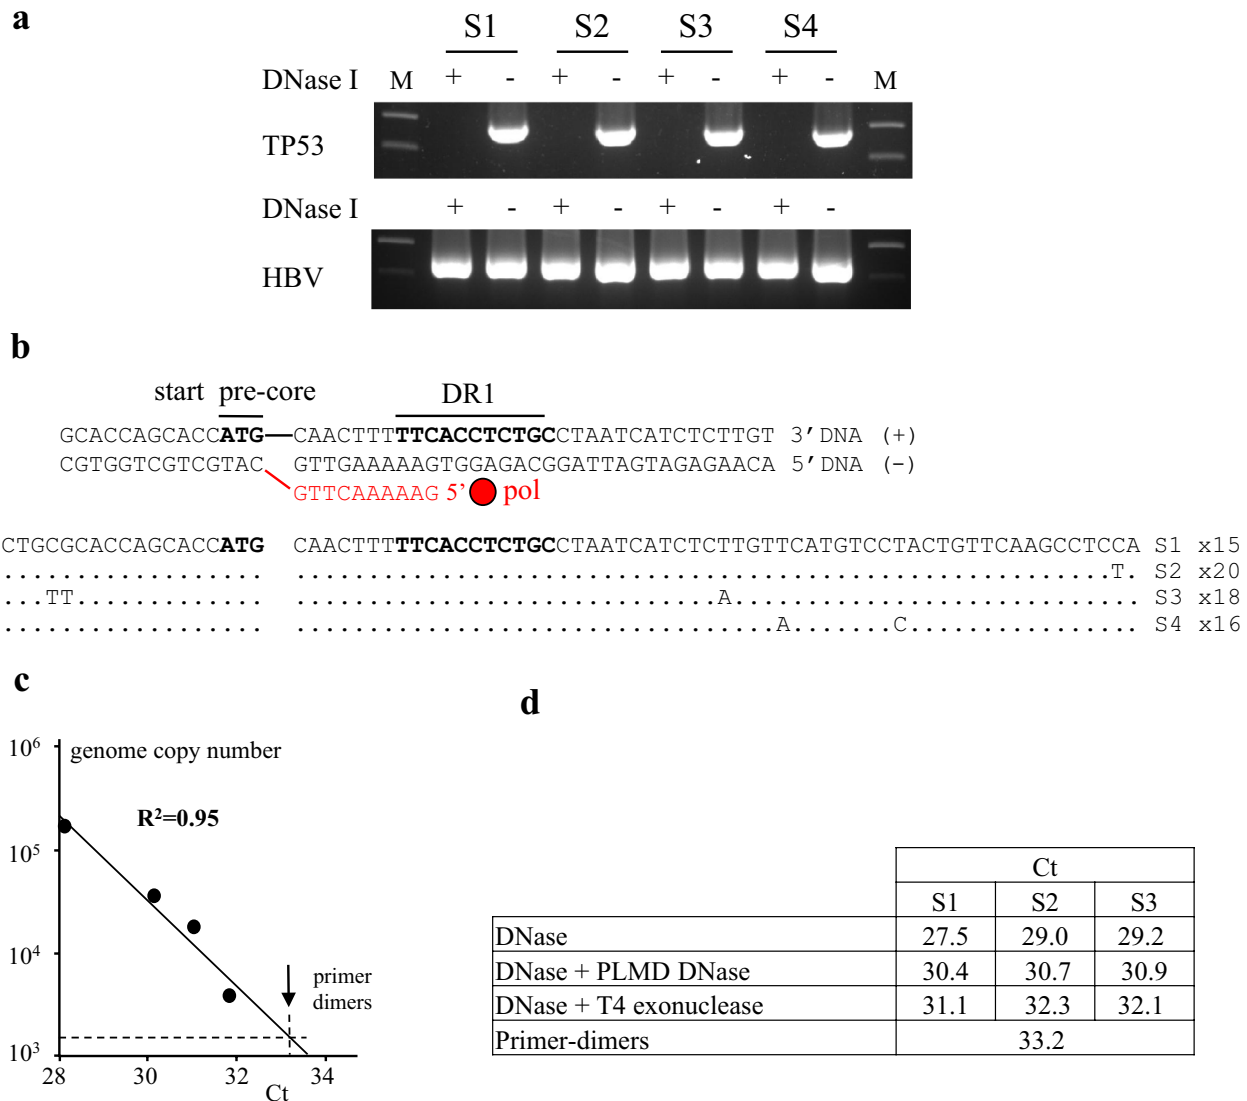 a
S1 S2 S3 S4
DNase I M + - + - + - + - M
TP53
DNase I + - + - + - + -
HBV
b
start pre-core DR1
GCACCAGCACCATG CAACTTTTTCACCTCTGCCTAATCATCTCTTGT 3’DNA (+)
CGTGGTCGTCGTAC GTTGAAAAAGTGGAGACGGATTAGTAGAGAACA 5’DNA (-)
GTTCAAAAAG 5’ pol
CTGCGCACCAGCACCATG CAACTTTTTCACCTCTGCCTAATCATCTCTTGTTCATGTCCTACTGTTCAAGCCTCCA S1 x15
.................. ......................................................T. S2 x20
...TT............. ............................A........................... S3 x18
.................. ................................A.......C............... S4 x16
c
10⁶ genome copy number
R²=0.95
10⁵
10⁴
primer
dimers
10³
28 30 32 34
Ct
d
Ct
S1 S2 S3
DNase 27.5 29.0 29.2
DNase + PLMD DNase 30.4 30.7 30.9
DNase + T4 exonuclease 31.1 32.3 32.1
Primer-dimers 33.2